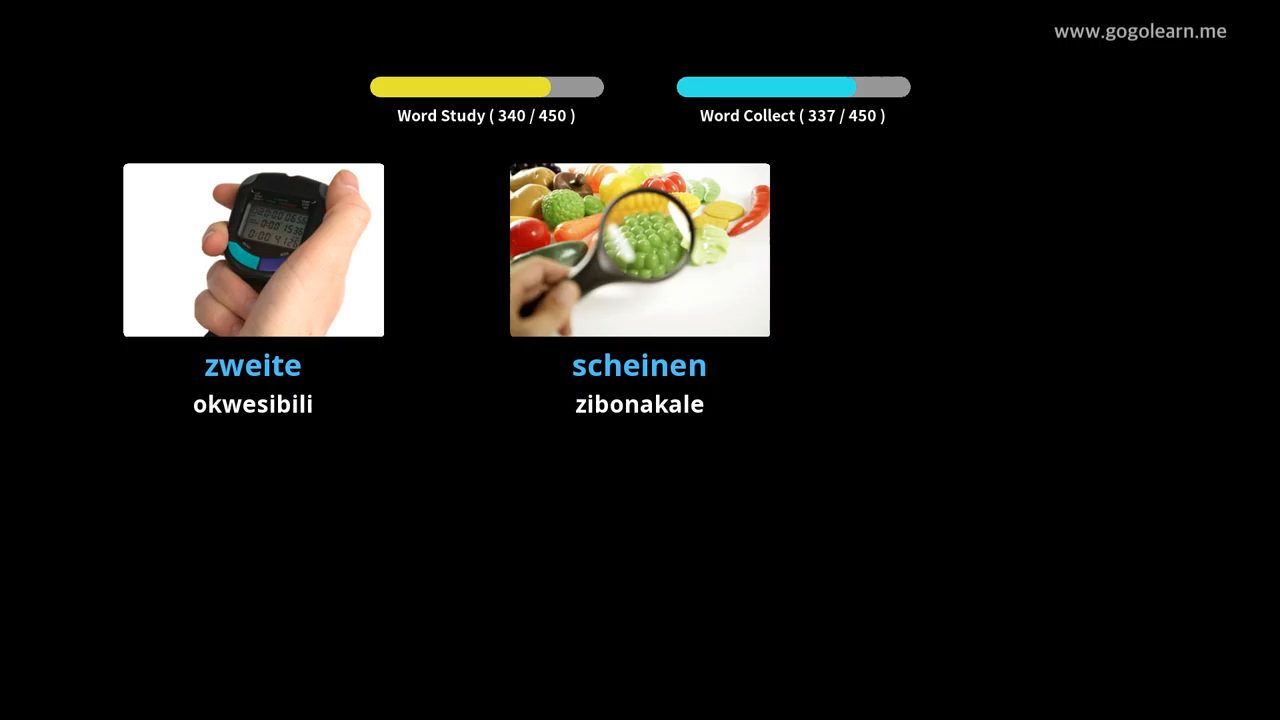 www.gogolearn.me
Word Study ( 340 / 450 )
Word Collect ( 337 / 450 )
zweite
okwesibili
scheinen
zibonakale